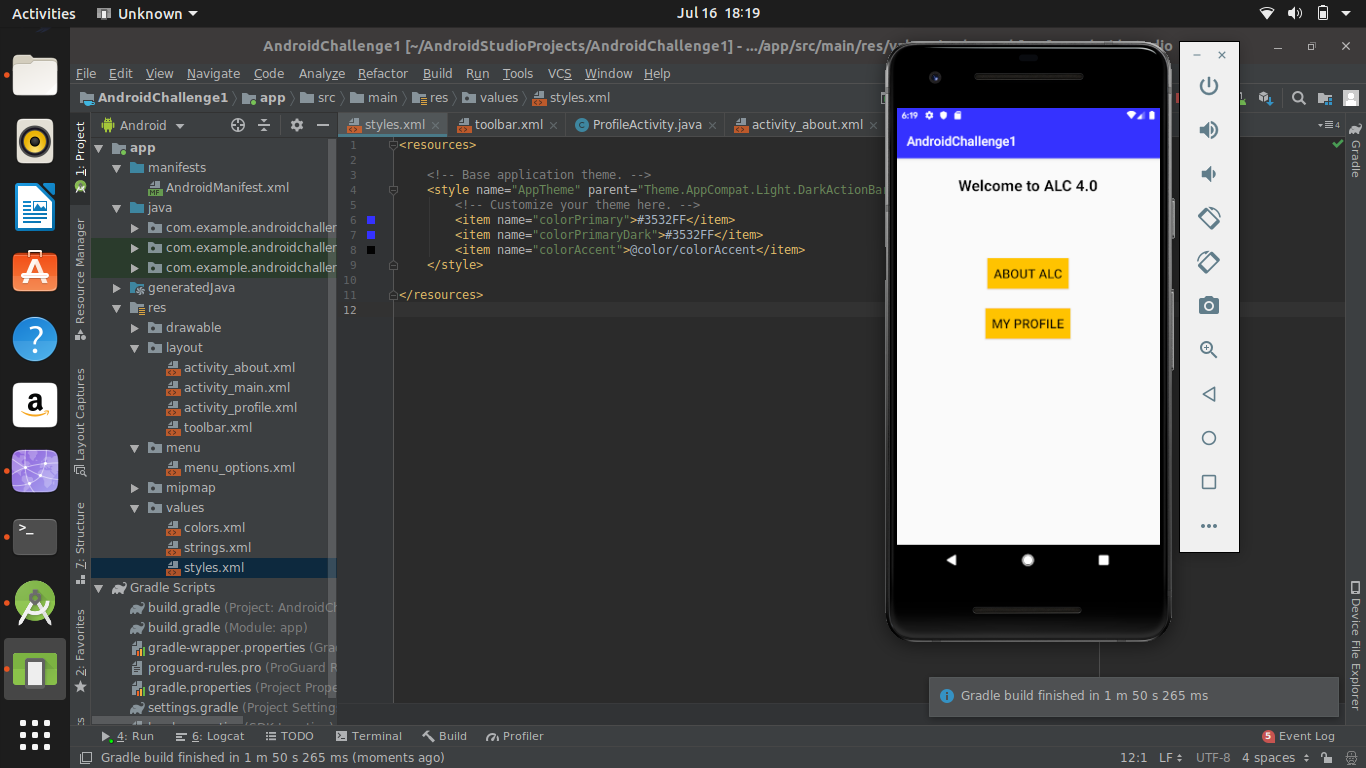 Activities
Unknown
Jul 16 18:19
AndroidChallenge1 [~/AndroidStudioProjects/AndroidChallenge1] - .../app/src/main/res/
File Edit View Navigate Code Analyze Refactor Build Run Tools VCS Window Help
AndroidChallenge1 app src main res values styles.xml
Android
styles.xml toolbar.xml ProfileActivity.java activity_about.xml
4
1: Project
Resource Manager
Layout Captures
7: Structure
2: Favorites
app
manifests
AndroidManifest.xml
java
com.example.androidchaller
com.example.androidchaller
com.example.androidchaller
generatedJava
res
drawable
layout
activity_about.xml
activity_main.xml
activity_profile.xml
toolbar.xml
menu
menu_options.xml
mipmap
values
colors.xml
strings.xml
styles.xml
Gradle Scripts
build.gradle (Project: AndroidCh
build.gradle (Module: app)
gradle-wrapper.properties (Gra
proguard-rules.pro (ProGuard R
gradle.properties (Project Prope
settings.gradle (Project Setting
1 <resources>
2
3 <!-- Base application theme. -->
4 <style name="AppTheme" parent="Theme.AppCompat.Light.DarkActionBar
5 <!-- Customize your theme here. -->
6 <item name="colorPrimary">#3532FF</item>
7 <item name="colorPrimaryDark">#3532FF</item>
8 <item name="colorAccent">@color/colorAccent</item>
9 </style>
10
11 </resources>
12
6:19
AndroidChallenge1
Welcome to ALC 4.0
ABOUT ALC
MY PROFILE
Gradle
Device File Explorer
Gradle build finished in 1 m 50 s 265 ms
4: Run 6: Logcat TODO Terminal Build Profiler
5 Event Log
Gradle build finished in 1 m 50 s 265 ms (moments ago)
12:1 LF UTF-8 4 spaces